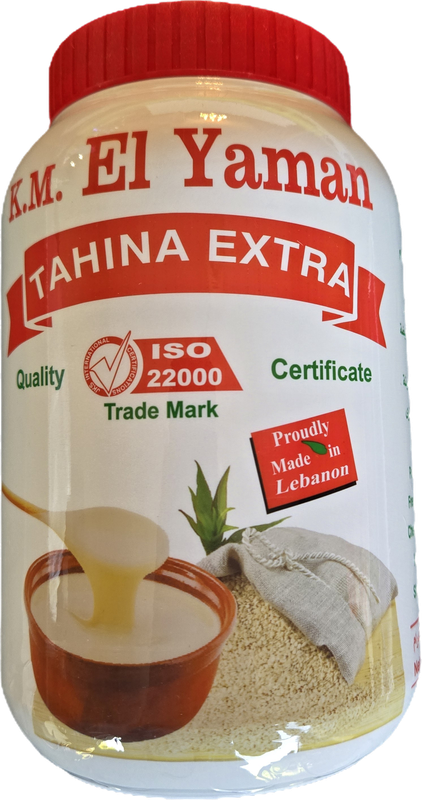 K.M. El Yaman
TAHINA EXTRA
Quality
ISO
22000
Certificate
Trade Mark
Proudly
Made in
Lebanon